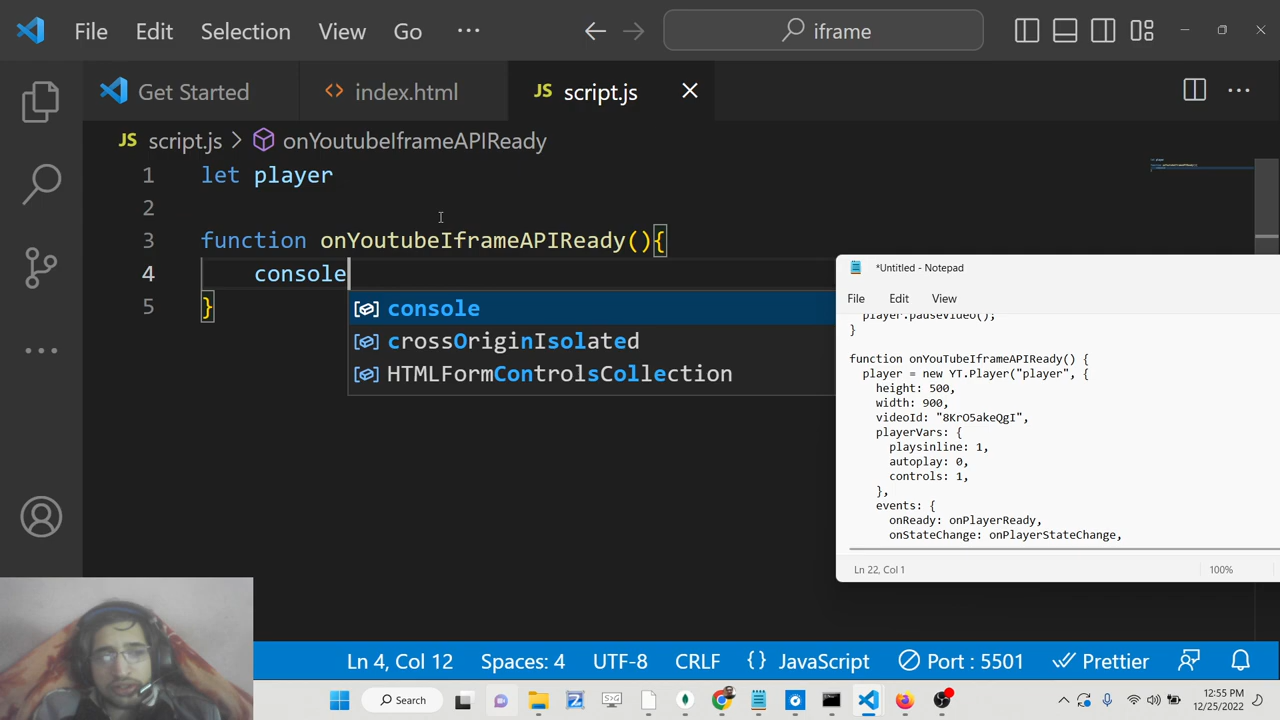 File Edit Selection View Go ··· iframe
Get Started index.html JS script.js
JS script.js > onYoutubeIframeAPIReady
1 let player
2
3 function onYoutubeIframeAPIReady(){
4 console
5 }
console
crossOriginIsolated
HTMLFormControlsCollection
*Untitled - Notepad
File Edit View
player.pauseVideo();
}
function onYouTubeIframeAPIReady() {
player = new YT.Player("player", {
height: 500,
width: 900,
videoId: "8KrO5akeQgI",
playerVars: {
playsinline: 1,
autoplay: 0,
controls: 1,
},
events: {
onReady: onPlayerReady,
onStateChange: onPlayerStateChange,
Ln 22, Col 1 100%
Ln 4, Col 12 Spaces: 4 UTF-8 CRLF {} JavaScript Port : 5501 Prettier
Search
12:55 PM
12/25/2022